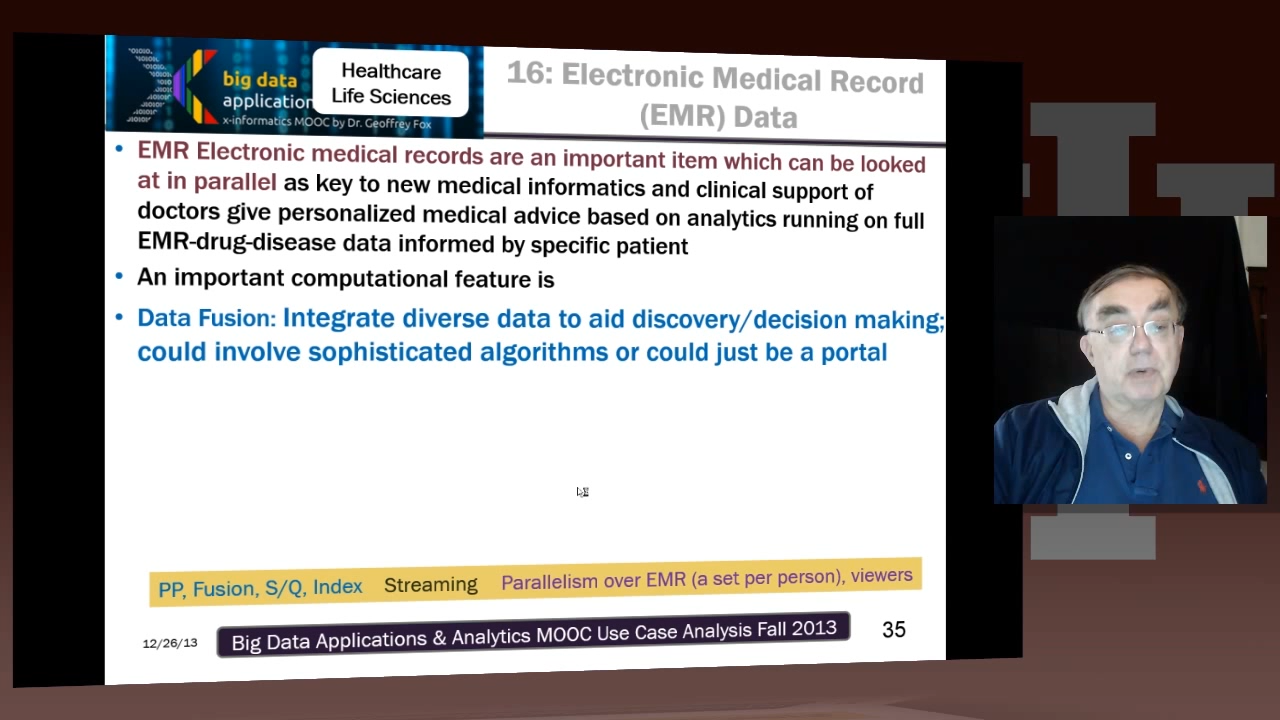 big data
application
x-informatics MOOC by Dr. Geoffrey Fox
Healthcare
Life Sciences
16: Electronic Medical Record
(EMR) Data
• EMR Electronic medical records are an important item which can be looked
at in parallel as key to new medical informatics and clinical support of
doctors give personalized medical advice based on analytics running on full
EMR-drug-disease data informed by specific patient
• An important computational feature is
• Data Fusion: Integrate diverse data to aid discovery/decision making;
could involve sophisticated algorithms or could just be a portal
PP, Fusion, S/Q, Index Streaming Parallelism over EMR (a set per person), viewers
12/26/13 Big Data Applications & Analytics MOOC Use Case Analysis Fall 2013 35